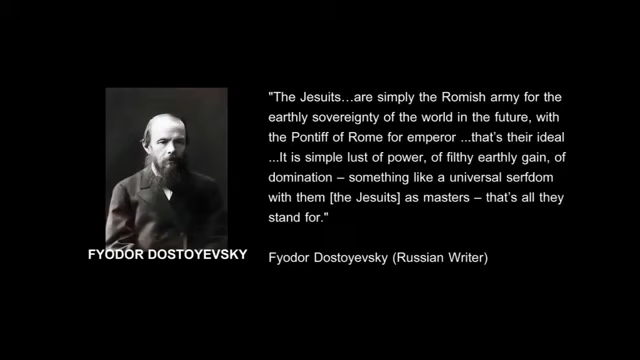 "The Jesuits…are simply the Romish army for the
earthly sovereignty of the world in the future, with
the Pontiff of Rome for emperor ...that's their ideal
...It is simple lust of power, of filthy earthly gain, of
domination – something like a universal serfdom
with them [the Jesuits] as masters – that's all they
stand for."
FYODOR DOSTOYEVSKY
Fyodor Dostoyevsky (Russian Writer)